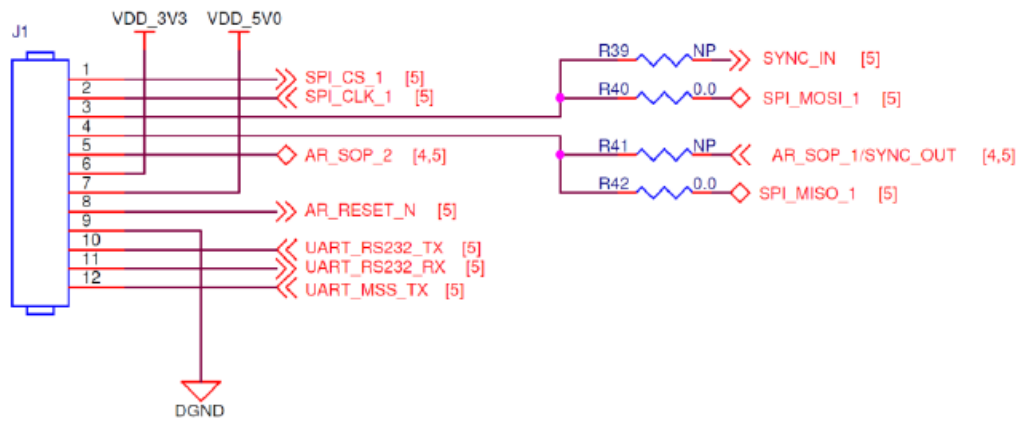 VDD_3V3 VDD_5V0
J1
R39 NP SYNC_IN [5]
1 SPI_CS_1 [5]
2 SPI_CLK_1 [5]
R40 0.0 SPI_MOSI_1 [5]
3
4
5 AR_SOP_2 [4,5]
R41 NP AR_SOP_1/SYNC_OUT [4,5]
6
7
R42 0.0 SPI_MISO_1 [5]
8 AR_RESET_N [5]
9
10 UART_RS232_TX [5]
11 UART_RS232_RX [5]
12 UART_MSS_TX [5]
DGND